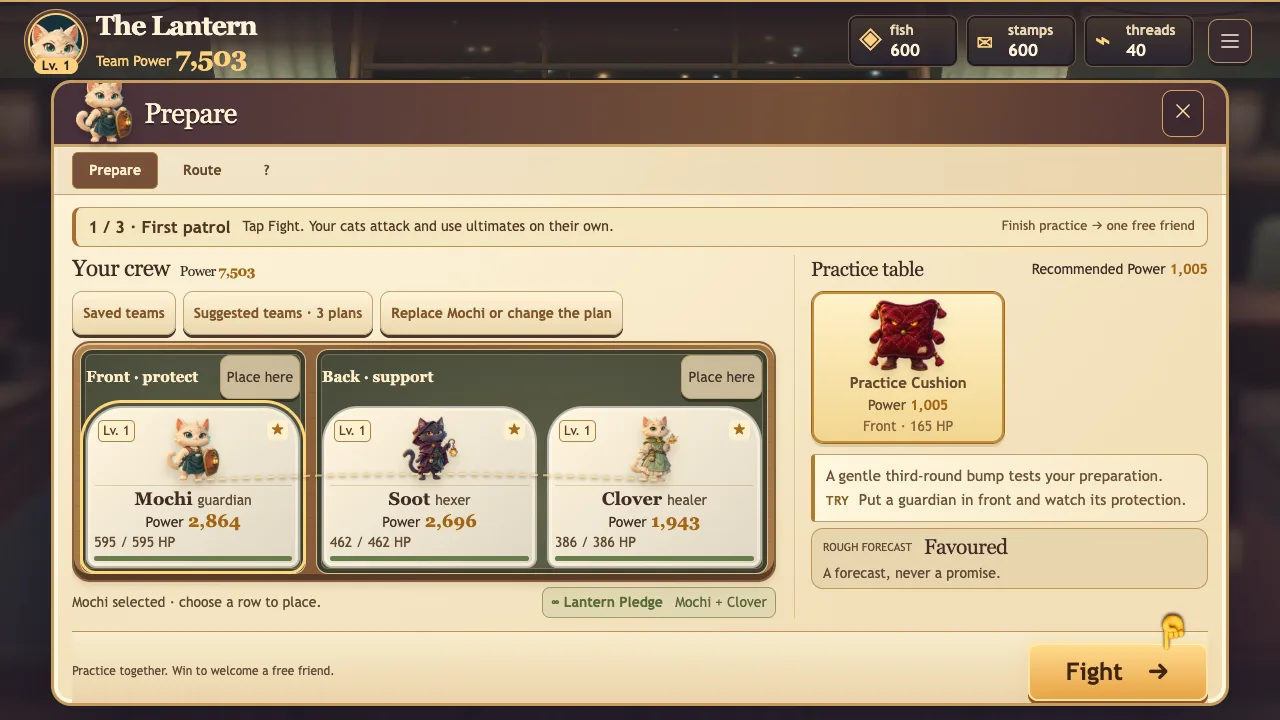 The Lantern
Lv. 1
Team Power 7,503
fish
600
stamps
600
threads
40
Prepare
Prepare
Route
?
1 / 3 · First patrol Tap Fight. Your cats attack and use ultimates on their own.
Finish practice → one free friend
Your crew Power 7,503
Saved teams
Suggested teams · 3 plans
Replace Mochi or change the plan
Front · protect
Place here
Back · support
Place here
Lv. 1
Mochi guardian
Power 2,864
595 / 595 HP
Lv. 1
Soot hexer
Power 2,696
462 / 462 HP
Lv. 1
Clover healer
Power 1,943
386 / 386 HP
Mochi selected · choose a row to place.
Lantern Pledge Mochi + Clover
Practice table
Recommended Power 1,005
Practice Cushion
Power 1,005
Front · 165 HP
A gentle third-round bump tests your preparation.
TRY Put a guardian in front and watch its protection.
ROUGH FORECAST Favoured
A forecast, never a promise.
Practice together. Win to welcome a free friend.
Fight →